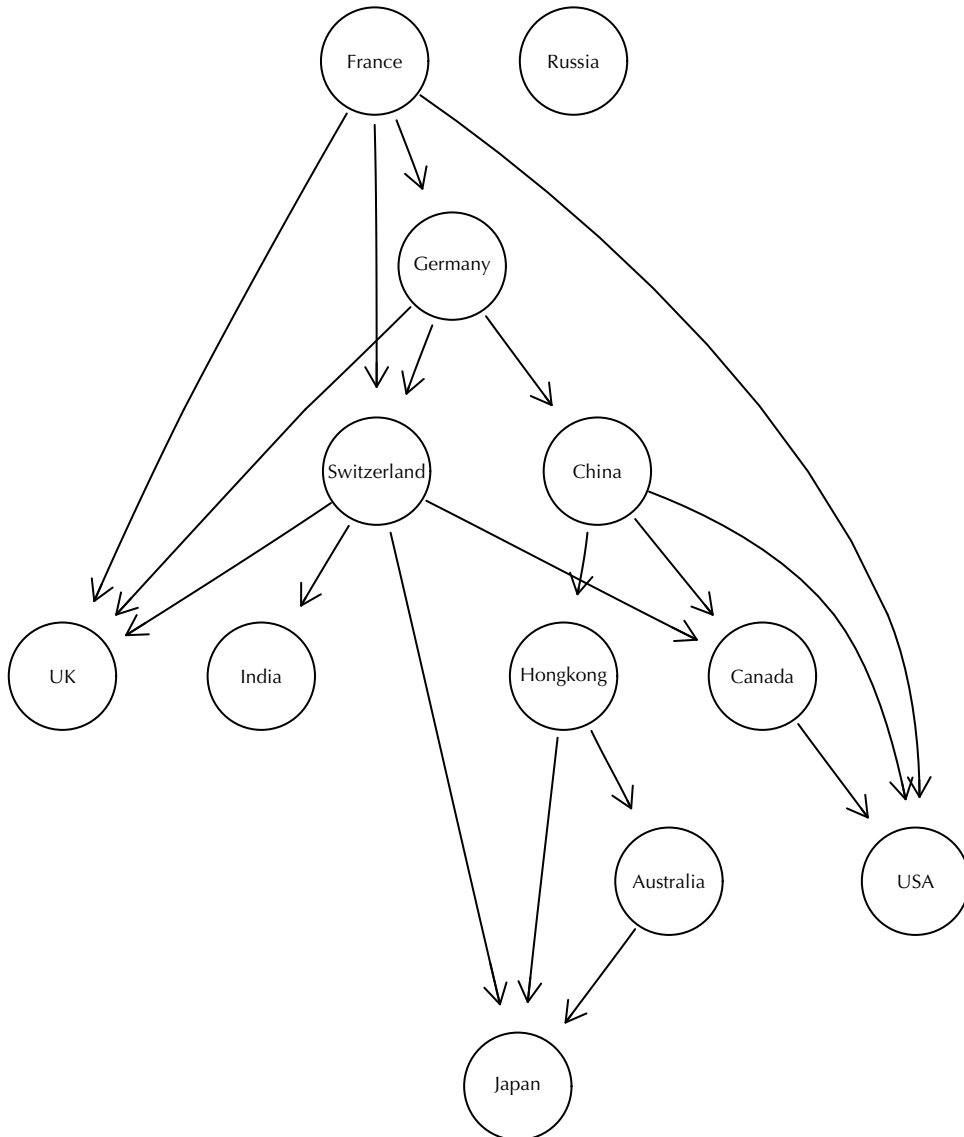 France
Russia
Germany
Switzerland
China
UK
India
Hongkong
Canada
Australia
USA
Japan